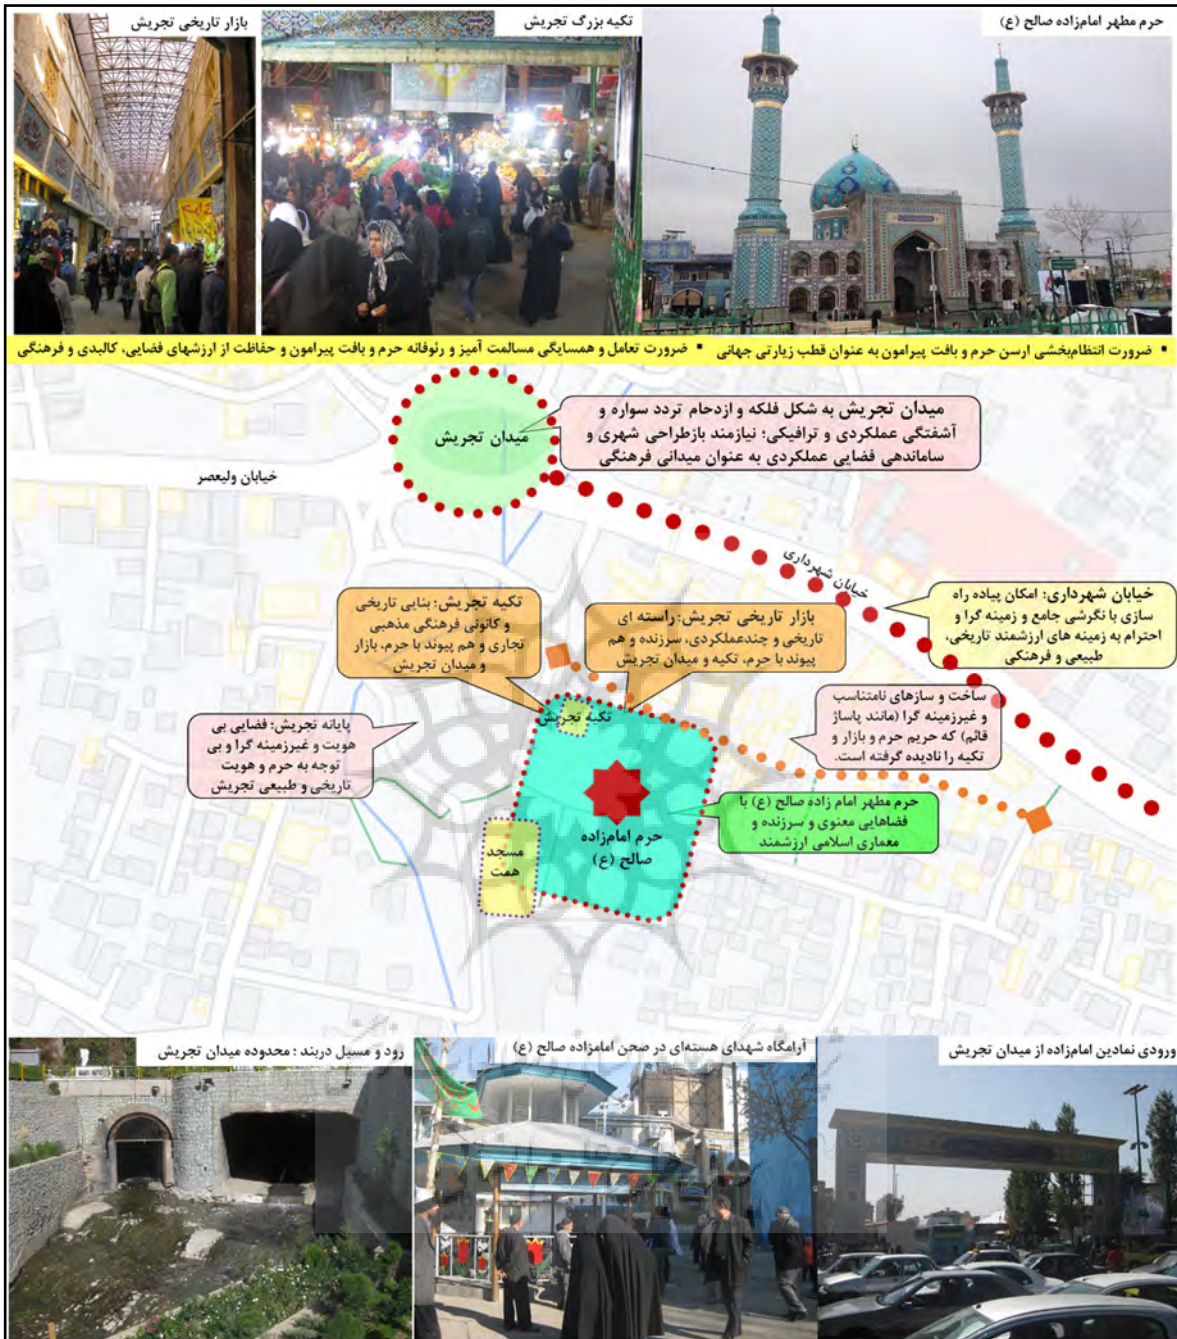 حرم مطهر امامزاده صالح (ع)
تکیه بزرگ تجریش
بازار تاریخی تجریش
▪ ضرورت انتظام‌بخشی ارسن حرم و بافت پیرامون به عنوان قطب زیارتی جهانی
▪ ضرورت تعامل و همسایگی مسالمت آمیز و رئوفانه حرم و بافت پیرامون و حفاظت از ارزشهای فضایی، کالبدی و فرهنگی
میدان تجریش به شکل فلکه و ازدحام تردد سواره و
آشفتگی عملکردی و ترافیکی؛ نیازمند بازطراحی شهری و
ساماندهی فضایی عملکردی به عنوان میدانی فرهنگی
میدان تجریش
خیابان ولیعصر
خیابان شهرداری
خیابان شهرداری: امکان پیاده راه
سازی با نگرشی جامع و زمینه گرا و
احترام به زمینه های ارزشمند تاریخی،
طبیعی و فرهنگی
بازار تاریخی تجریش: راسته ای
تاریخی و چندعملکردی، سرزنده و هم
پیوند با حرم، تکیه و میدان تجریش
تکیه تجریش: بنایی تاریخی
و کانونی فرهنگی مذهبی
تجاری و هم پیوند با حرم، بازار
و میدان تجریش
ساخت و سازهای نامتناسب
و غیرزمینه گرا (مانند پاساژ
قائم) که حریم حرم و بازار و
تکیه را نادیده گرفته است.
تکیه تجریش
پایانه تجریش: فضایی بی
هویت و غیرزمینه گرا و بی
توجه به حرم و هویت
تاریخی و طبیعی تجریش
حرم مطهر امام زاده صالح (ع) با
فضاهایی معنوی و سرزنده و
معماری اسلامی ارزشمند
حرم امامزاده
صالح (ع)
مسجد
همت
ورودی نمادین امامزاده از میدان تجریش
آرامگاه شهدای هسته‌ای در صحن امامزاده صالح (ع)
رود و مسیل دربند : محدوده میدان تجریش